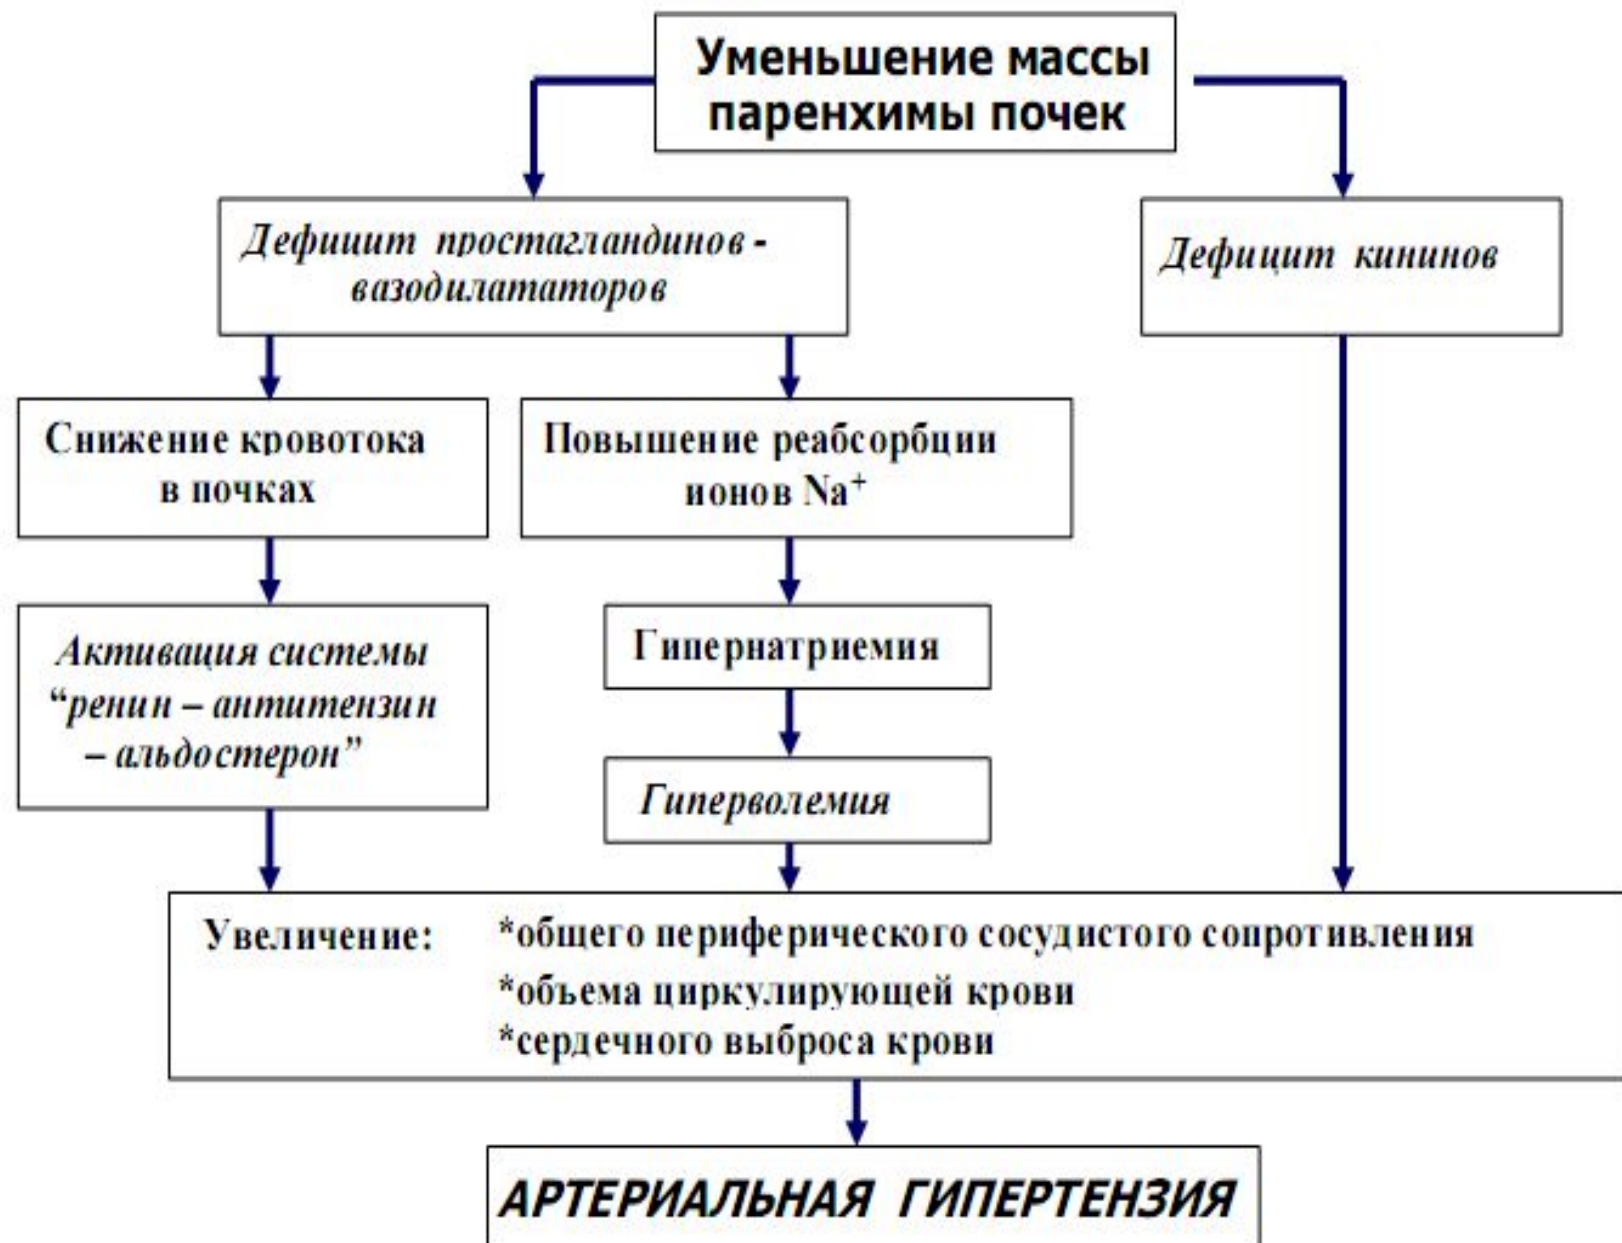 Уменьшение массы
паренхимы почек
Дефицит простагландинов -
вазодилататоров
Дефицит кининов
Снижение кровотока
в почках
Повышение реабсорбции
ионов Na⁺
Активация системы
“ренин – антитензин
– альдостерон”
Гипернатриемия
Гиперволемия
Увеличение: *общего периферического сосудистого сопротивления
*объема циркулирующей крови
*сердечного выброса крови
АРТЕРИАЛЬНАЯ ГИПЕРТЕНЗИЯ